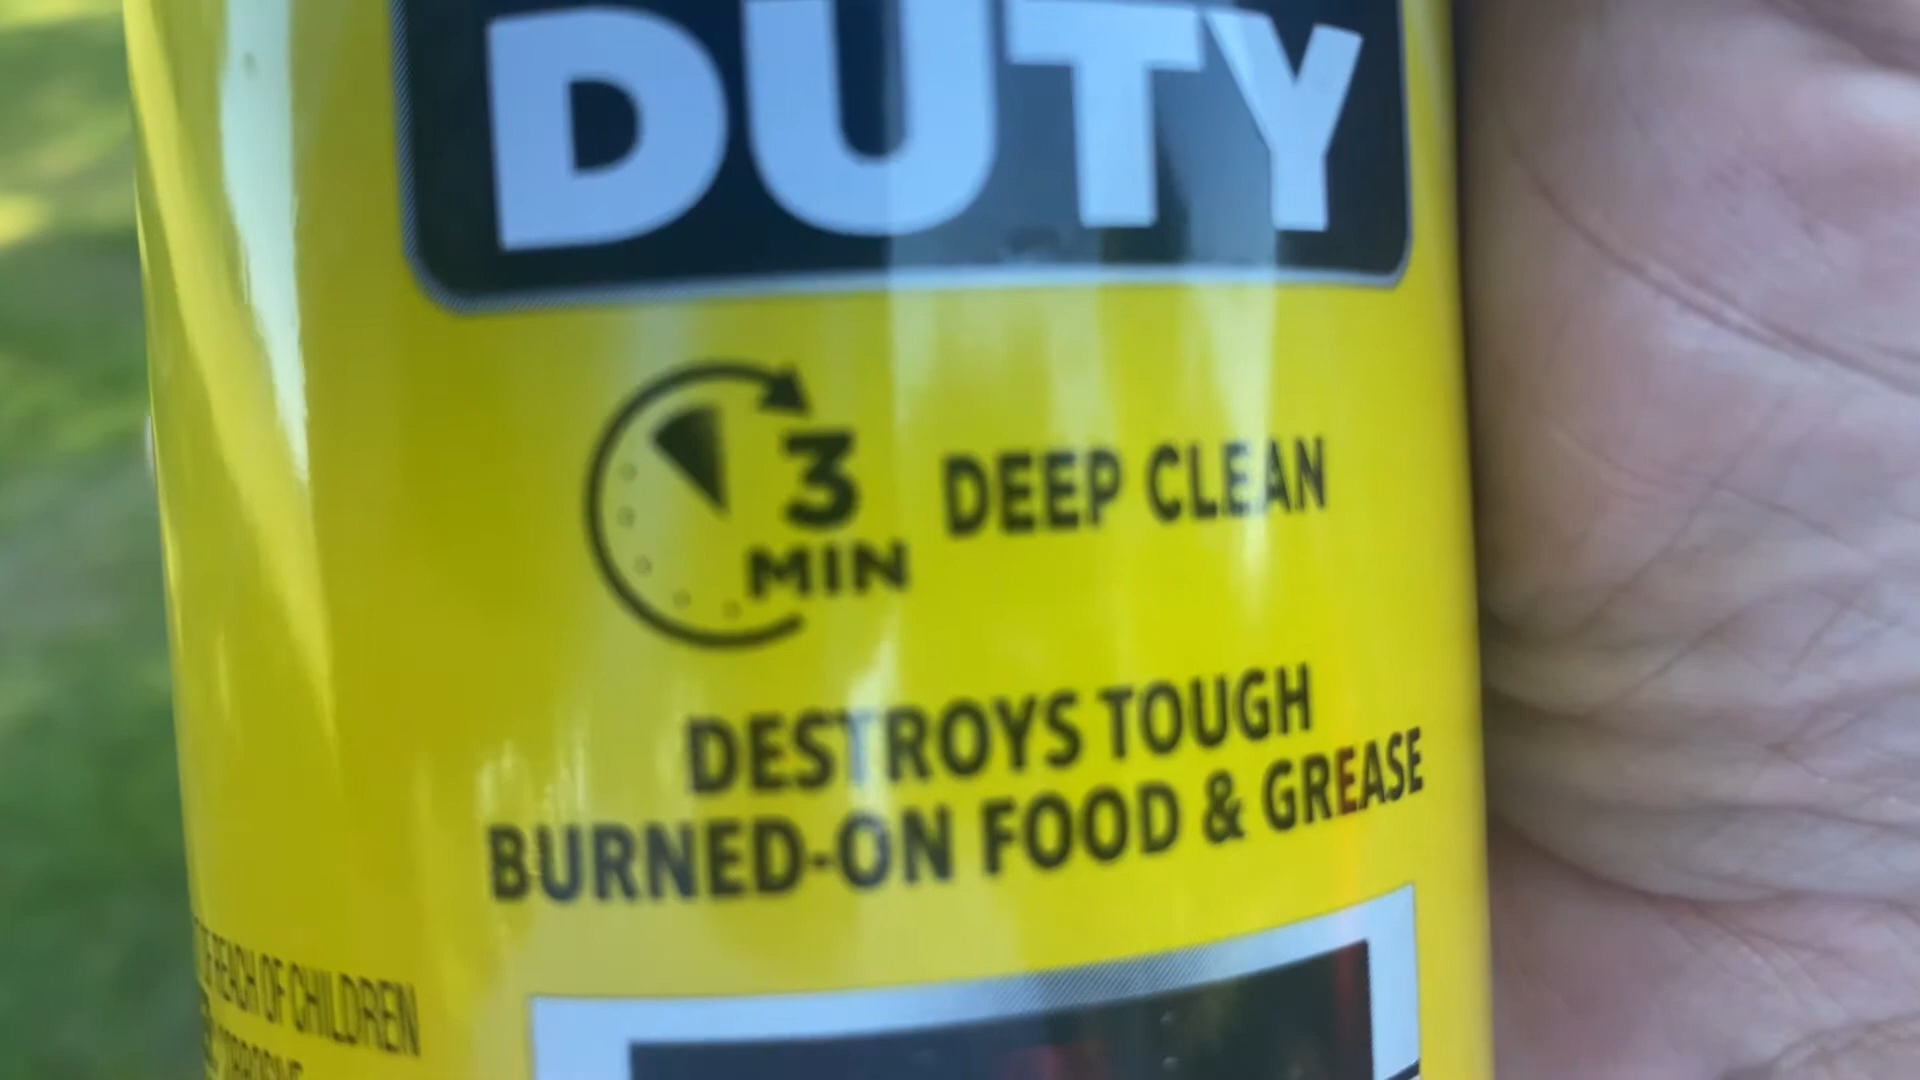 DUTY
3
MIN
DEEP CLEAN
DESTROYS TOUGH
BURNED-ON FOOD & GREASE
REACH OF CHILDREN